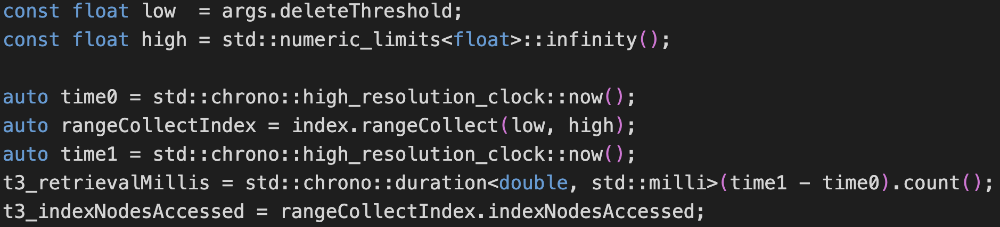 const float low  = args.deleteThreshold;
const float high = std::numeric_limits<float>::infinity();
auto time0 = std::chrono::high_resolution_clock::now();
auto rangeCollectIndex = index.rangeCollect(low, high);
auto time1 = std::chrono::high_resolution_clock::now();
t3_retrievalMillis = std::chrono::duration<double, std::milli>(time1 - time0).count();
t3_indexNodesAccessed = rangeCollectIndex.indexNodesAccessed;